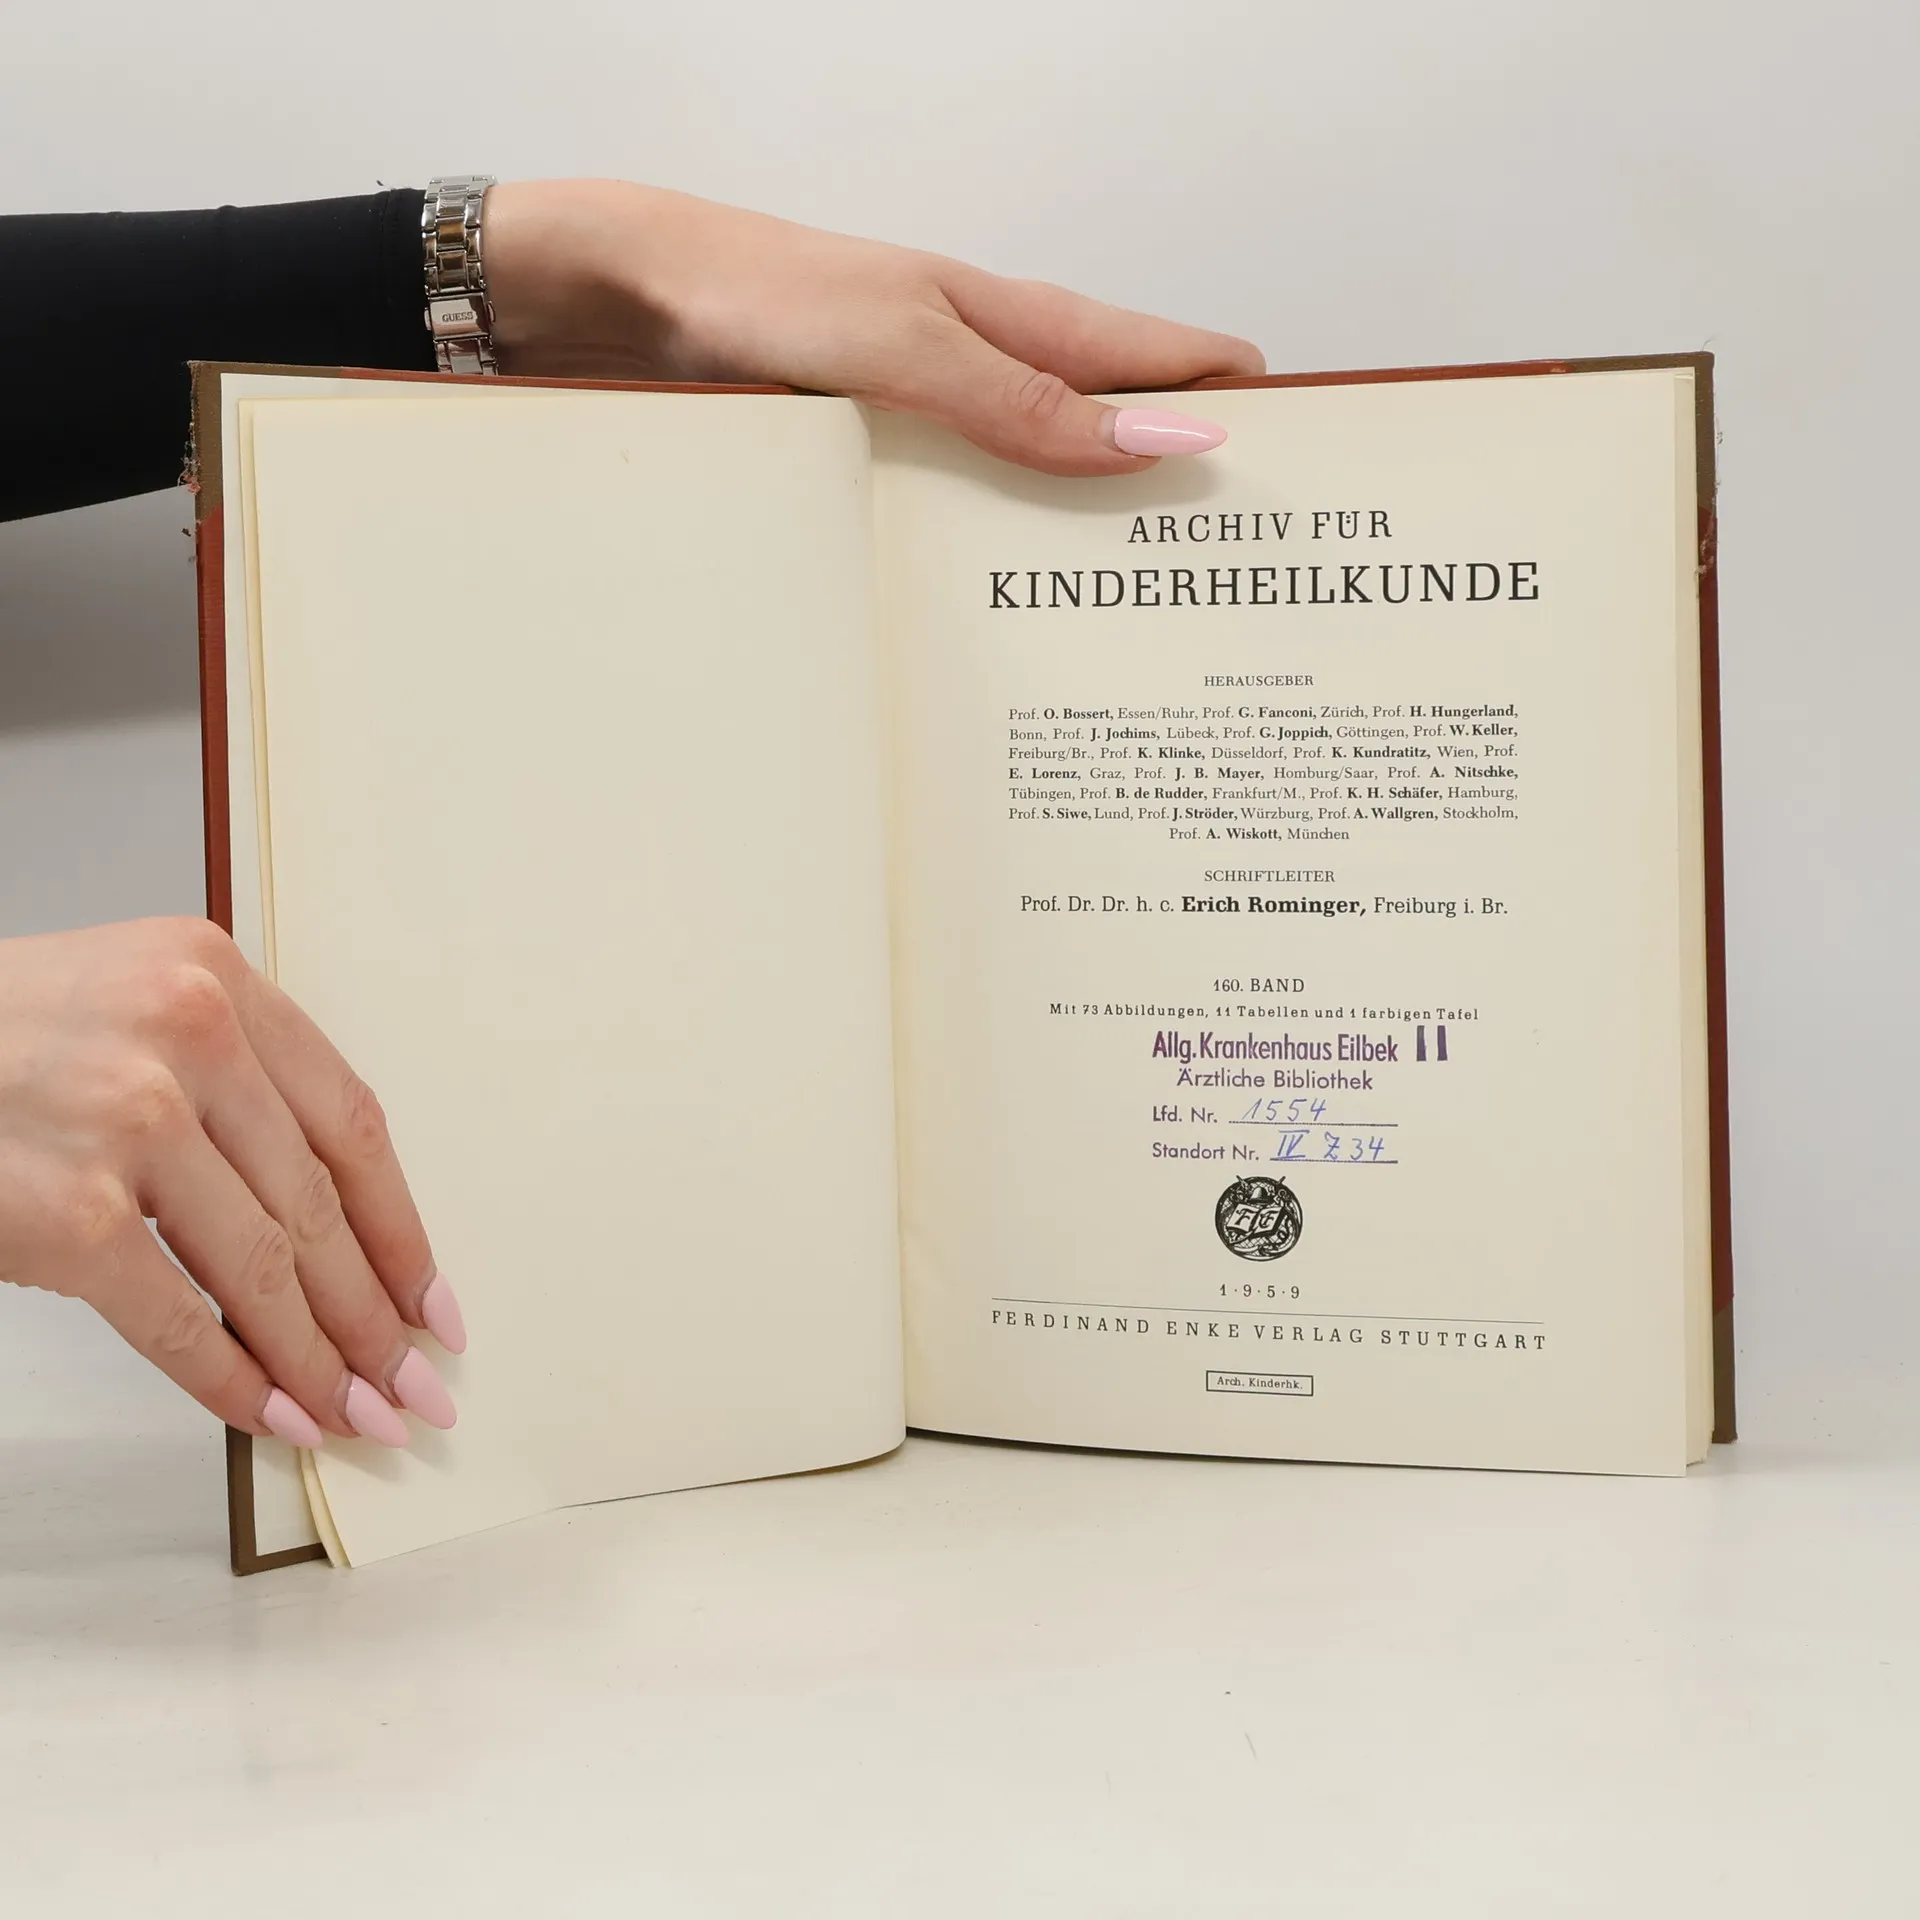 GUESS
ARCHIV FÜR
KINDERHEILKUNDE
HERAUSGEBER
Prof. O. Bossert, Essen/Ruhr, Prof. G. Fanconi, Zürich, Prof. H. Hungerland,
Bonn, Prof. J. Jochims, Lübeck, Prof. G. Joppich, Göttingen, Prof. W. Keller,
Freiburg/Br., Prof. K. Klinke, Düsseldorf, Prof. K. Kundratitz, Wien, Prof.
E. Lorenz, Graz, Prof. J. B. Mayer, Homburg/Saar, Prof. A. Nitschke,
Tübingen, Prof. B. de Rudder, Frankfurt/M., Prof. K. H. Schäfer, Hamburg,
Prof. S. Siwe, Lund, Prof. J. Ströder, Würzburg, Prof. A. Wallgren, Stockholm,
Prof. A. Wiskott, München
SCHRIFTLEITER
Prof. Dr. Dr. h. c. Erich Rominger, Freiburg i. Br.
160. BAND
Mit 73 Abbildungen, 11 Tabellen und 1 farbigen Tafel
Allg. Krankenhaus Eilbek II
Ärztliche Bibliothek
Lfd. Nr. 1554
Standort Nr. IV Z 34
F E
1·9·5·9
FERDINAND ENKE VERLAG STUTTGART
Arch. Kinderhk.